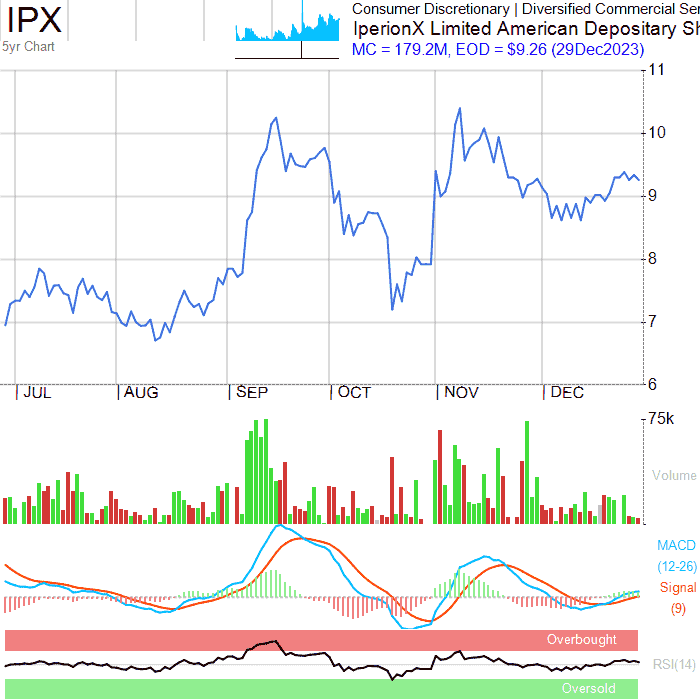 IPX
5yr Chart
Consumer Discretionary | Diversified Commercial Ser
IperionX Limited American Depositary Sh
MC = 179.2M, EOD = $9.26 (29Dec2023)
11
10
9
8
7
6
JUL AUG SEP OCT NOV DEC
75k
Volume
MACD
(12-26)
Signal
(9)
Overbought
RSI(14)
Oversold